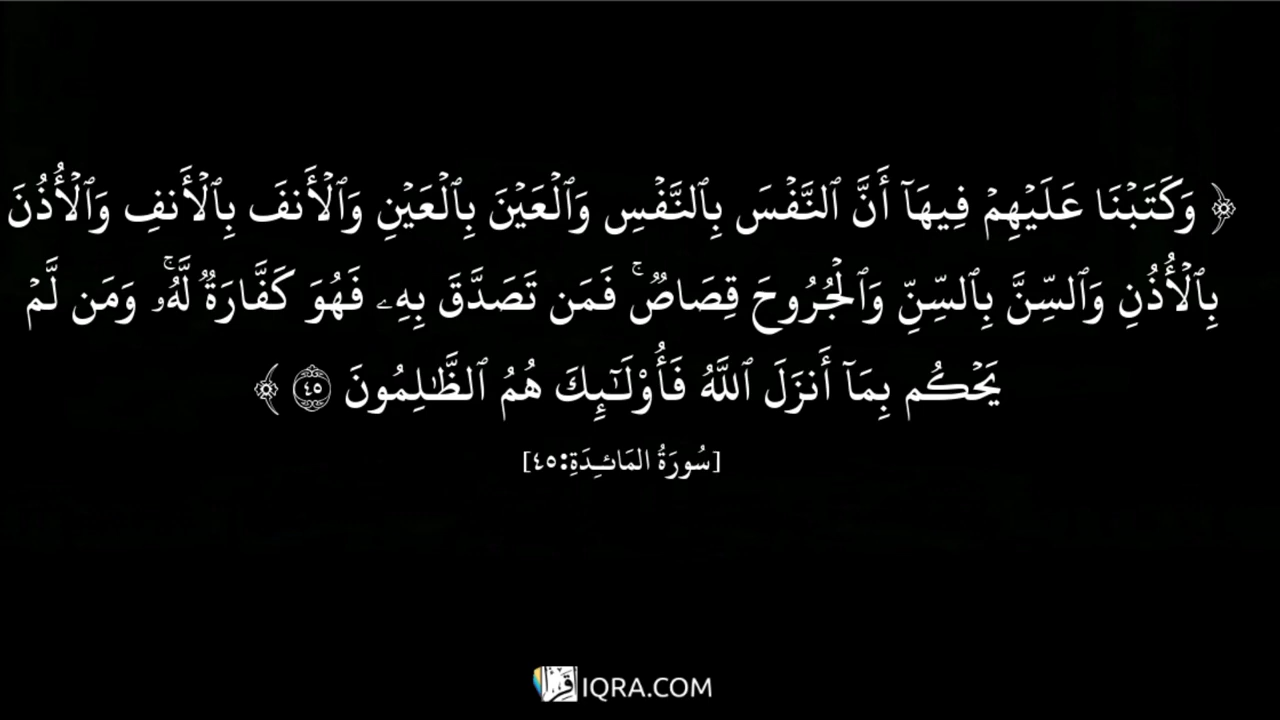 ﴿ وَكَتَبۡنَا عَلَيۡهِمۡ فِيهَآ أَنَّ ٱلنَّفۡسَ بِٱلنَّفۡسِ وَٱلۡعَيۡنَ بِٱلۡعَيۡنِ وَٱلۡأَنفَ بِٱلۡأَنفِ وَٱلۡأُذُنَ
بِٱلۡأُذُنِ وَٱلسِّنَّ بِٱلسِّنِّ وَٱلۡجُرُوحَ قِصَاصٞۚ فَمَن تَصَدَّقَ بِهِۦ فَهُوَ كَفَّارَةٞ لَّهُۥۚ وَمَن لَّمۡ
يَحۡكُم بِمَآ أَنزَلَ ٱللَّهُ فَأُوْلَٰٓئِكَ هُمُ ٱلظَّٰلِمُونَ ٤٥ ﴾
[سُورَةُ المَائـِدَةِ:٤٥]
اقْرَأْ IQRA.COM